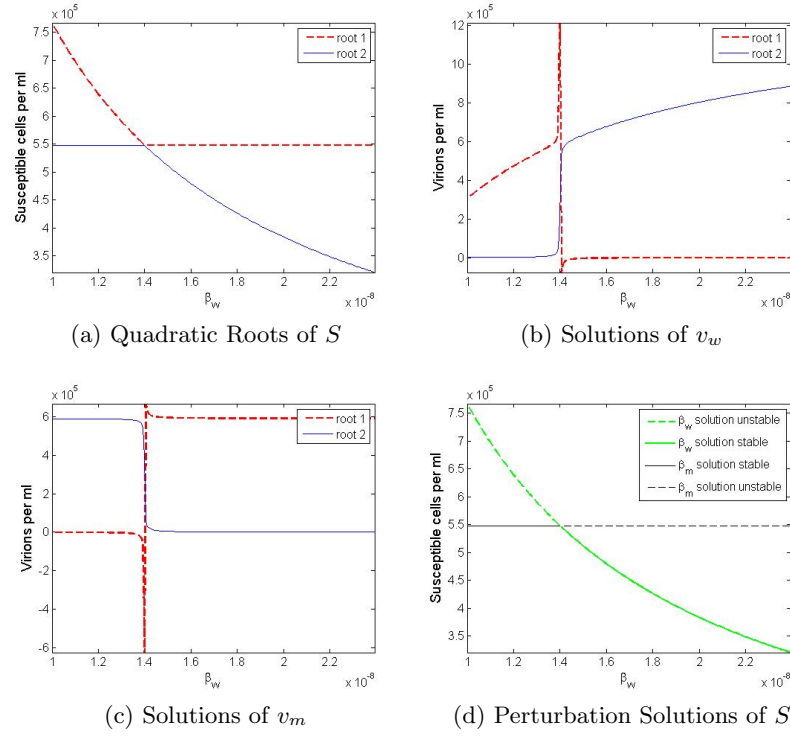 x 10^5
7.5
6.5
5.5
4.5
3.5
Susceptible cells per ml
1 1.2 1.4 1.6 1.8 2 2.2
β_w
x 10^-8
root 1
root 2
(a) Quadratic Roots of S
x 10^5
12
10
8
6
4
2
0
Virions per ml
1 1.2 1.4 1.6 1.8 2 2.2
β_w
x 10^-8
root 1
root 2
(b) Solutions of v_w
x 10^5
6
4
2
0
-2
-4
-6
Virions per ml
1 1.2 1.4 1.6 1.8 2 2.2
β_w
x 10^-8
root 1
root 2
(c) Solutions of v_m
x 10^5
7.5
6.5
5.5
4.5
3.5
Susceptible cells per ml
1 1.2 1.4 1.6 1.8 2 2.2
β_w
x 10^-8
β_w solution unstable
β_w solution stable
β_m solution stable
β_m solution unstable
(d) Perturbation Solutions of S